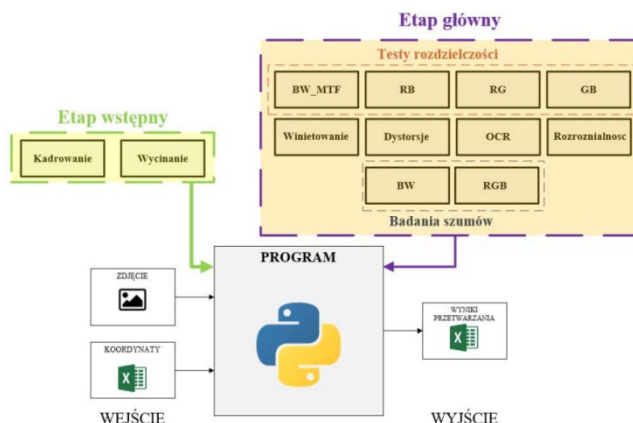 Etap główny
Testy rozdzielczości
BW_MTF
RB
RG
GB
Winietowanie
Dystorsje
OCR
Rozroznialnosc
BW
RGB
Badania szumów
Etap wstępny
Kadrowanie
Wycinanie
PROGRAM
ZDJĘCIE
KOORDYNATY
X
WYNIKI
PRZETWARZANIA
X
WEJŚCIE
WYJŚCIE